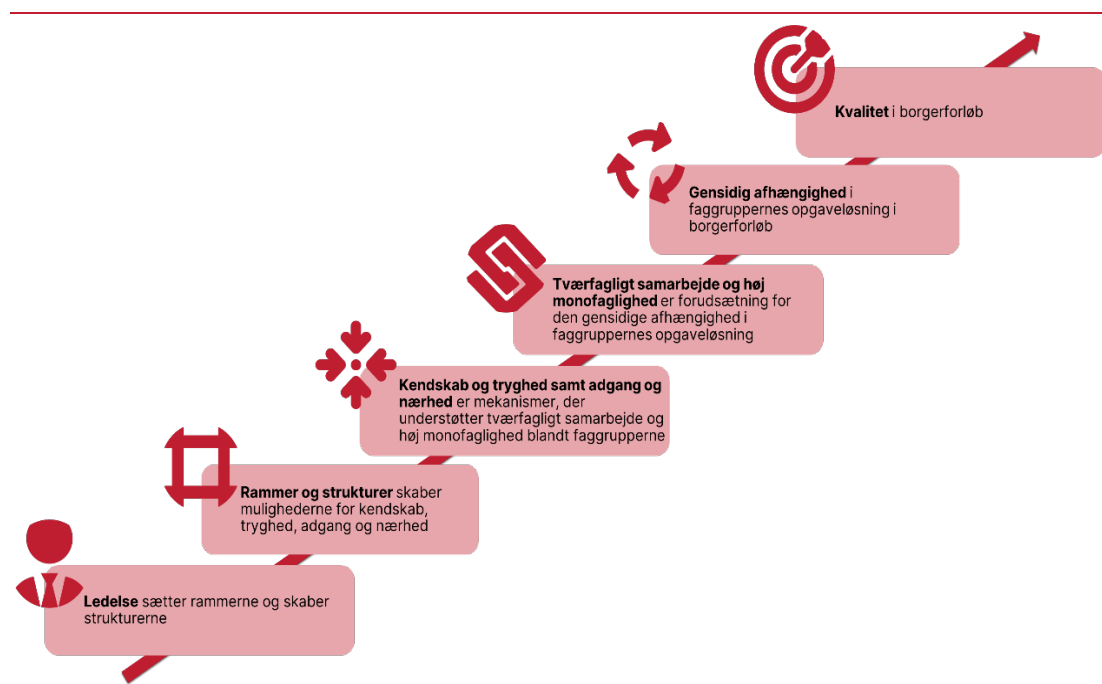 Kvalitet i borgerforløb
Gensidig afhængighed i
faggruppernes opgaveløsning i
borgerforløb
Tværfagligt samarbejde og høj
monofaglighed er forudsætning for
den gensidige afhængighed i
faggruppernes opgaveløsning
Kendskab og tryghed samt adgang og
nærhed er mekanismer, der
understøtter tværfagligt samarbejde og
høj monofaglighed blandt faggrupperne
Rammer og strukturer skaber
mulighederne for kendskab,
tryghed, adgang og nærhed
Ledelse sætter rammerne og skaber
strukturerne